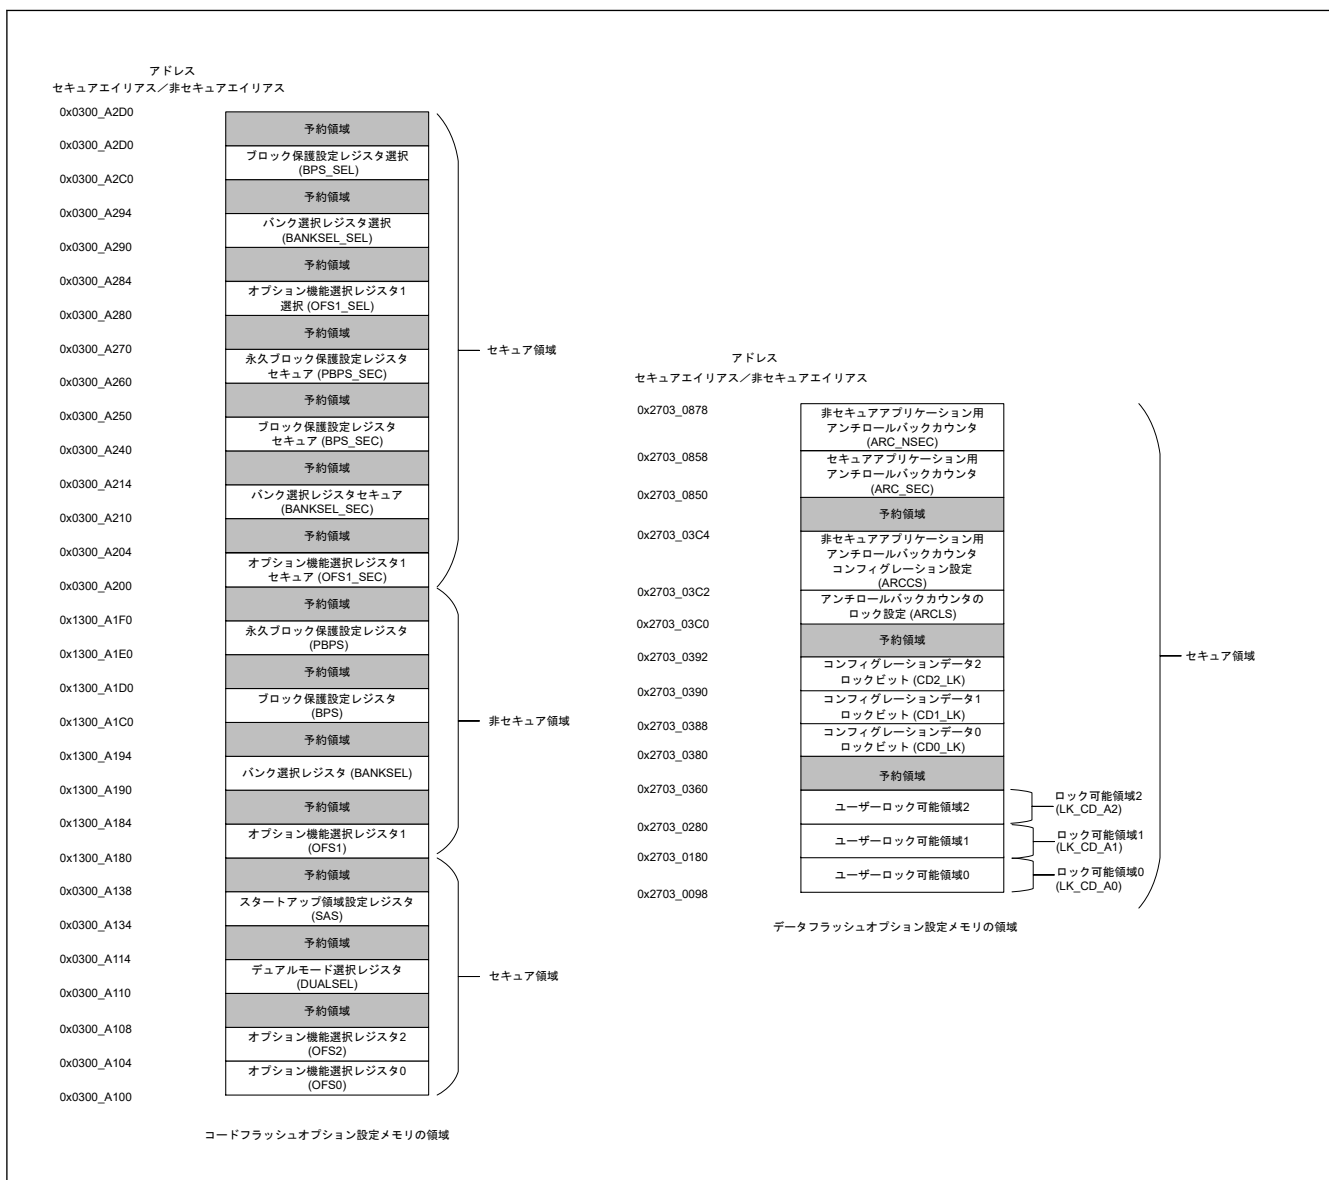 アドレス
セキュアエイリアス／非セキュアエイリアス
0x0300_A2D0
予約領域
0x0300_A2D0
ブロック保護設定レジスタ選択
(BPS_SEL)
0x0300_A2C0
予約領域
0x0300_A294
バンク選択レジスタ選択
(BANKSEL_SEL)
0x0300_A290
予約領域
0x0300_A284
オプション機能選択レジスタ1
選択 (OFS1_SEL)
0x0300_A280
予約領域
0x0300_A270
永久ブロック保護設定レジスタ
セキュア (PBPS_SEC)
0x0300_A260
予約領域
0x0300_A250
ブロック保護設定レジスタ
セキュア (BPS_SEC)
0x0300_A240
予約領域
0x0300_A214
バンク選択レジスタセキュア
(BANKSEL_SEC)
0x0300_A210
予約領域
0x0300_A204
オプション機能選択レジスタ1
セキュア (OFS1_SEC)
0x0300_A200
セキュア領域
予約領域
0x1300_A1F0
永久ブロック保護設定レジスタ
(PBPS)
0x1300_A1E0
予約領域
0x1300_A1D0
ブロック保護設定レジスタ
(BPS)
0x1300_A1C0
予約領域
0x1300_A194
バンク選択レジスタ (BANKSEL)
0x1300_A190
予約領域
0x1300_A184
オプション機能選択レジスタ1
(OFS1)
0x1300_A180
非セキュア領域
予約領域
0x0300_A138
スタートアップ領域設定レジスタ
(SAS)
0x0300_A134
予約領域
0x0300_A114
デュアルモード選択レジスタ
(DUALSEL)
0x0300_A110
予約領域
0x0300_A108
オプション機能選択レジスタ2
(OFS2)
0x0300_A104
オプション機能選択レジスタ0
(OFS0)
0x0300_A100
セキュア領域
コードフラッシュオプション設定メモリの領域
アドレス
セキュアエイリアス／非セキュアエイリアス
0x2703_0878
非セキュアアプリケーション用
アンチロールバックカウンタ
(ARC_NSEC)
0x2703_0858
セキュアアプリケーション用
アンチロールバックカウンタ
(ARC_SEC)
0x2703_0850
予約領域
0x2703_03C4
非セキュアアプリケーション用
アンチロールバックカウンタ
コンフィグレーション設定
(ARCCS)
0x2703_03C2
アンチロールバックカウンタの
ロック設定 (ARCLS)
0x2703_03C0
予約領域
0x2703_0392
コンフィグレーションデータ2
ロックビット (CD2_LK)
0x2703_0390
コンフィグレーションデータ1
ロックビット (CD1_LK)
0x2703_0388
コンフィグレーションデータ0
ロックビット (CD0_LK)
0x2703_0380
予約領域
0x2703_0360
ユーザーロック可能領域2
ロック可能領域2
(LK_CD_A2)
0x2703_0280
ユーザーロック可能領域1
ロック可能領域1
(LK_CD_A1)
0x2703_0180
ユーザーロック可能領域0
ロック可能領域0
(LK_CD_A0)
0x2703_0098
セキュア領域
データフラッシュオプション設定メモリの領域